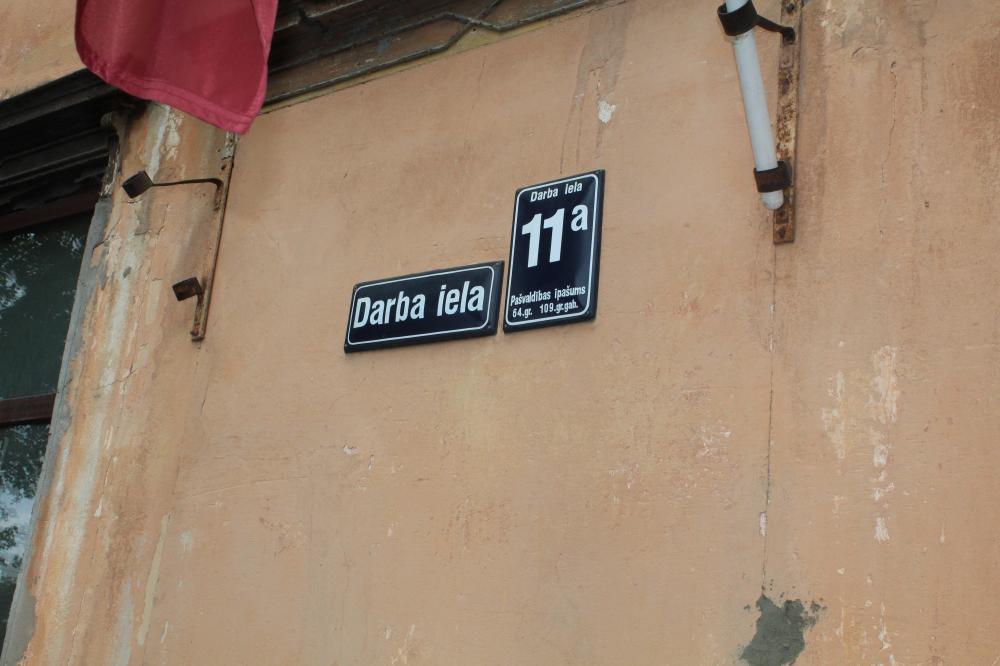 Darba iela
Darba iela
11a
Pašvaldības īpašums
64.gr. 109.gr.gab.